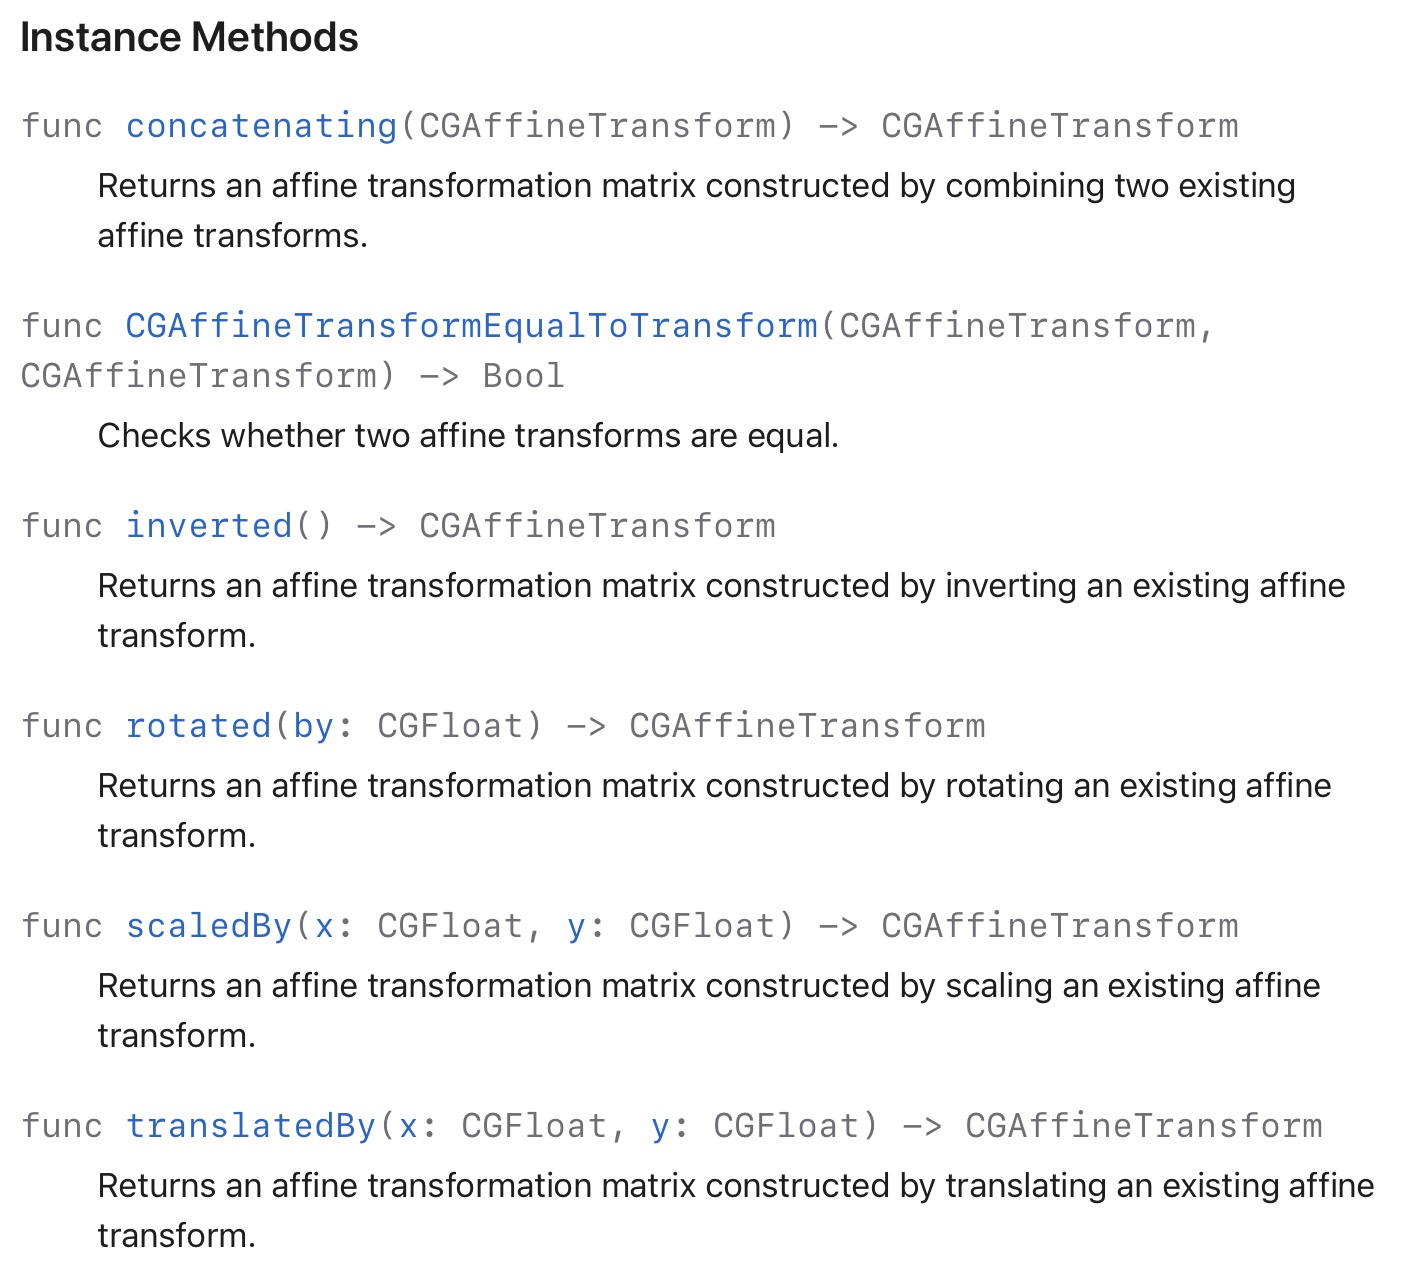 Instance Methods
func concatenating(CGAffineTransform) -> CGAffineTransform
Returns an affine transformation matrix constructed by combining two existing
affine transforms.
func CGAffineTransformEqualToTransform(CGAffineTransform,
CGAffineTransform) -> Bool
Checks whether two affine transforms are equal.
func inverted() -> CGAffineTransform
Returns an affine transformation matrix constructed by inverting an existing affine
transform.
func rotated(by: CGFloat) -> CGAffineTransform
Returns an affine transformation matrix constructed by rotating an existing affine
transform.
func scaledBy(x: CGFloat, y: CGFloat) -> CGAffineTransform
Returns an affine transformation matrix constructed by scaling an existing affine
transform.
func translatedBy(x: CGFloat, y: CGFloat) -> CGAffineTransform
Returns an affine transformation matrix constructed by translating an existing affine
transform.